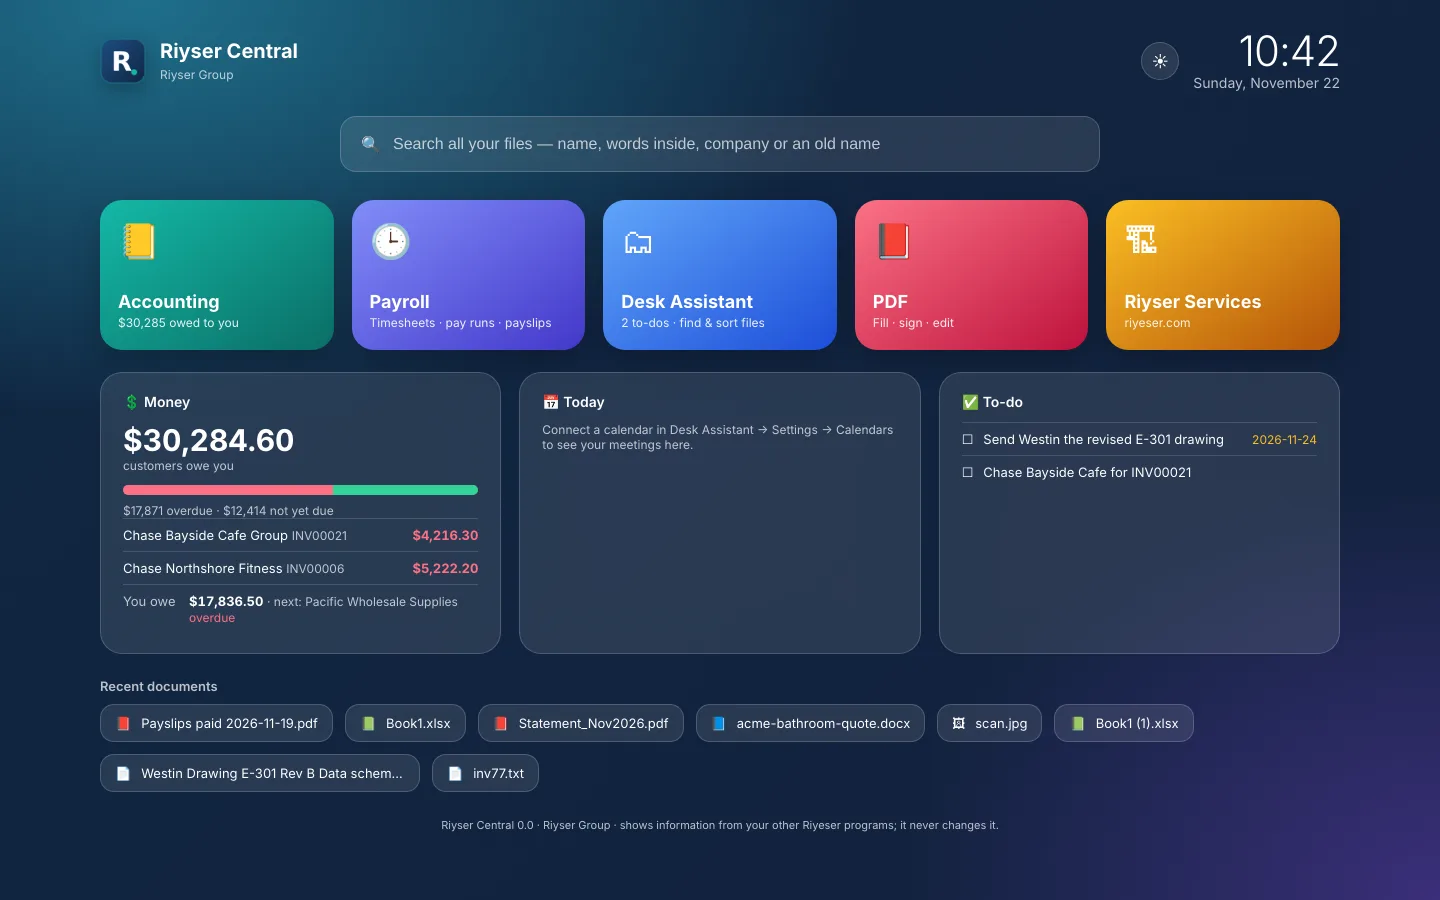 R.
Riyser Central
Riyser Group
10:42
Sunday, November 22
Search all your files — name, words inside, company or an old name
Accounting
$30,285 owed to you
Payroll
Timesheets · pay runs · payslips
Desk Assistant
2 to-dos · find & sort files
PDF
Fill · sign · edit
Riyser Services
riyeser.com
Money
$30,284.60
customers owe you
$17,871 overdue · $12,414 not yet due
Chase Bayside Cafe Group INV00021 $4,216.30
Chase Northshore Fitness INV00006 $5,222.20
You owe $17,836.50 · next: Pacific Wholesale Supplies
overdue
Today
Connect a calendar in Desk Assistant → Settings → Calendars
to see your meetings here.
To-do
Send Westin the revised E-301 drawing 2026-11-24
Chase Bayside Cafe for INV00021
Recent documents
Payslips paid 2026-11-19.pdf
Book1.xlsx
Statement_Nov2026.pdf
acme-bathroom-quote.docx
scan.jpg
Book1 (1).xlsx
Westin Drawing E-301 Rev B Data schem...
inv77.txt
Riyser Central 0.0 · Riyser Group · shows information from your other Riyeser programs; it never changes it.